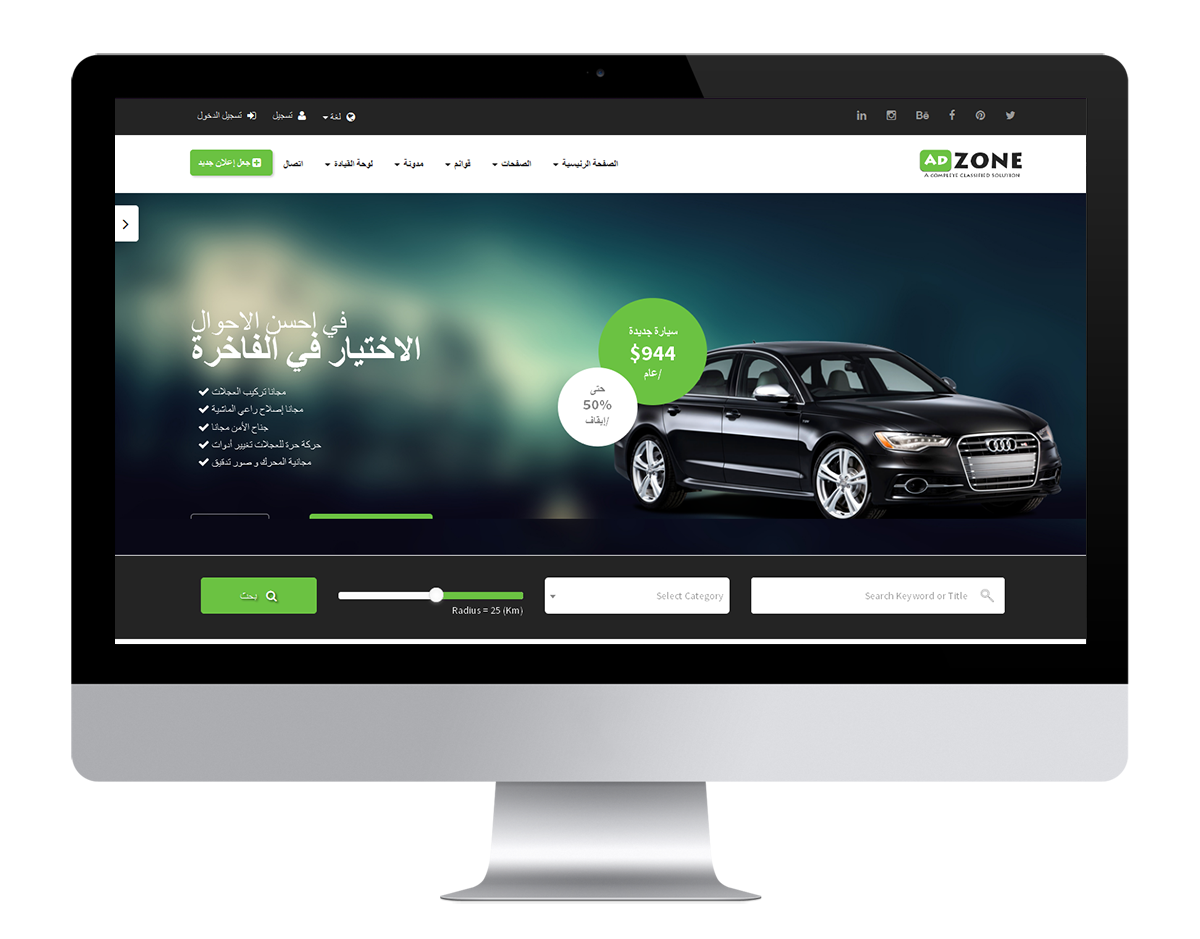 لغة
تسجيل
تسجيل الدخول
AD ZONE
A COMPLETE CLASSIFIED SOLUTION
الصفحة الرئيسية
الصفحات
قوائم
مدونة
لوحة القيادة
اتصال
جعل إعلان جديد
في احسن الاحوال
الاختيار في الفاخرة
مجانا تركيب العجلات
مجانا إصلاح راعي الماشية
جناح الأمن مجانا
حركة حرة للعجلات تغيير أدوات
مجانية المحرك و صور تدقيق
سيارة جديدة
$944
/عام
حتى
50%
/إيقاف
Search Keyword or Title
Select Category
Radius = 25 (Km)
بحث